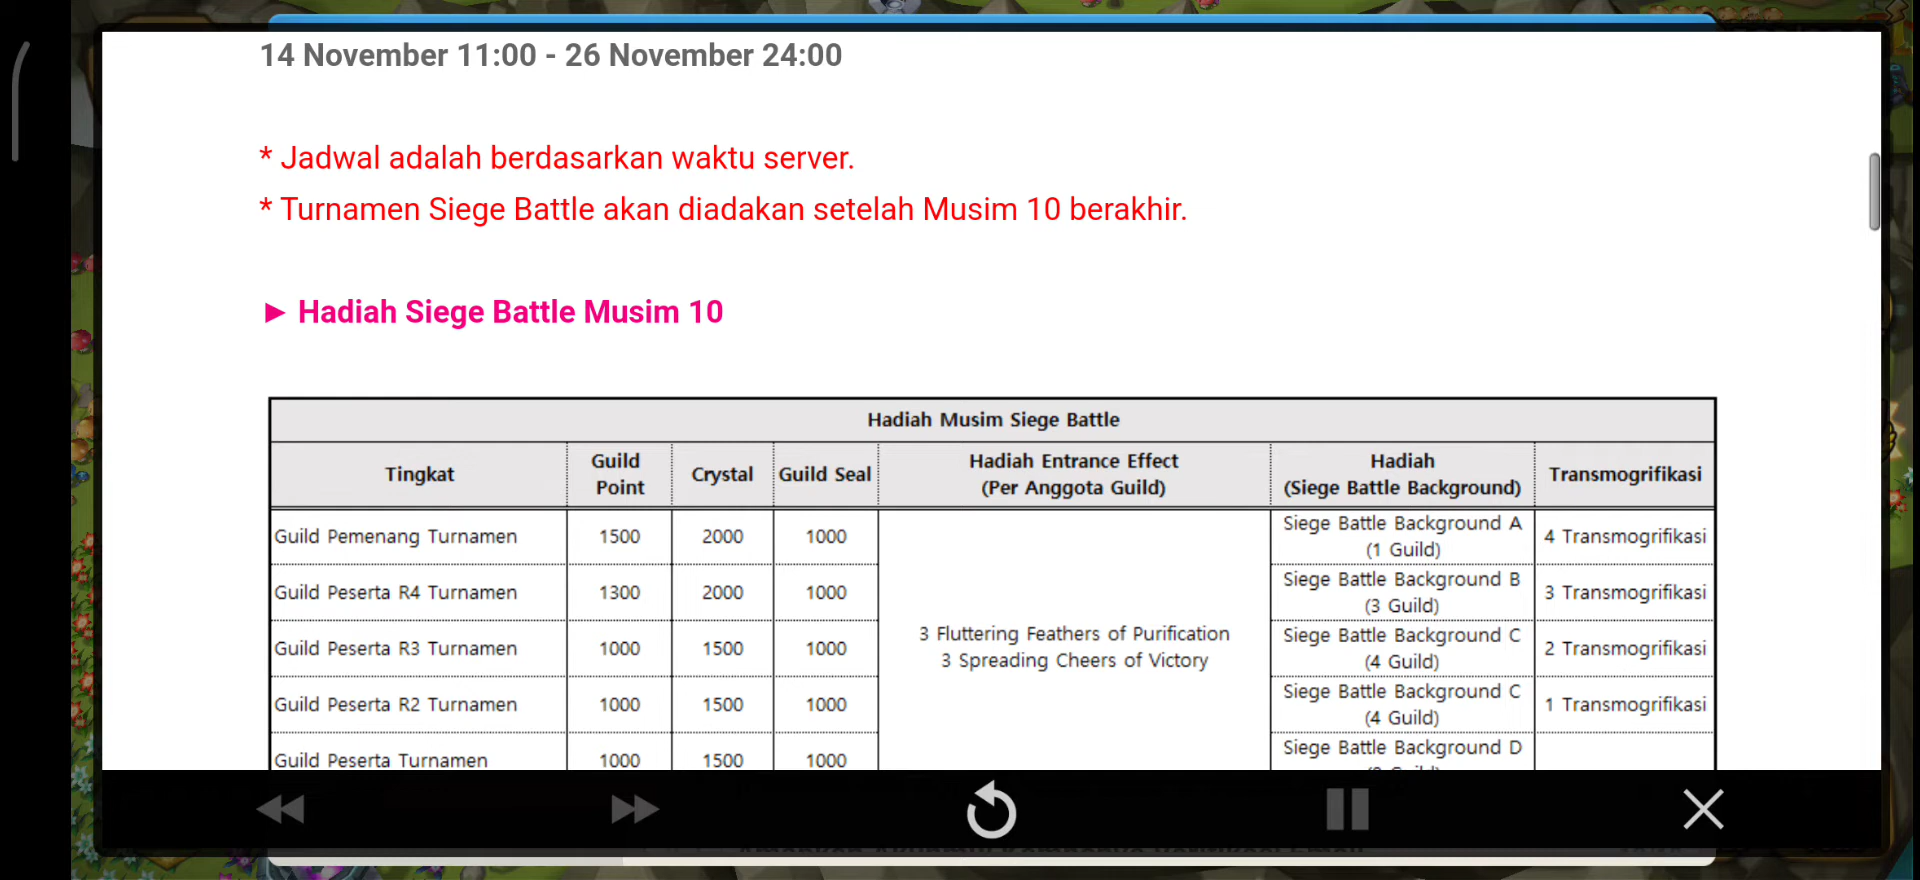 14 November 11:00 - 26 November 24:00
* Jadwal adalah berdasarkan waktu server.
* Turnamen Siege Battle akan diadakan setelah Musim 10 berakhir.
► Hadiah Siege Battle Musim 10
Hadiah Musim Siege Battle
Tingkat Guild Point Crystal Guild Seal Hadiah Entrance Effect (Per Anggota Guild) Hadiah (Siege Battle Background) Transmogrifikasi
Guild Pemenang Turnamen 1500 2000 1000 Siege Battle Background A (1 Guild) 4 Transmogrifikasi
Guild Peserta R4 Turnamen 1300 2000 1000 Siege Battle Background B (3 Guild) 3 Transmogrifikasi
3 Fluttering Feathers of Purification
3 Spreading Cheers of Victory
Guild Peserta R3 Turnamen 1000 1500 1000 Siege Battle Background C (4 Guild) 2 Transmogrifikasi
Guild Peserta R2 Turnamen 1000 1500 1000 Siege Battle Background C (4 Guild) 1 Transmogrifikasi
Guild Peserta Turnamen 1000 1500 1000 Siege Battle Background D